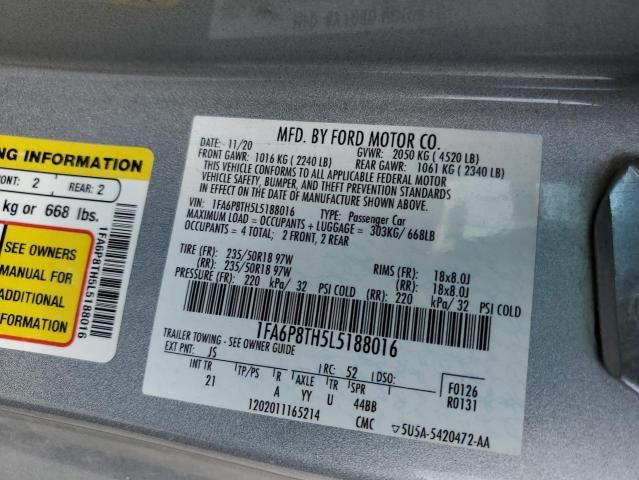 NG INFORMATION
ONT: 2 REAR: 2
kg or 668 lbs.
SEE OWNERS
MANUAL FOR
ADDITIONAL
INFORMATION
1FA6P8TH5L5188016
MFD. BY FORD MOTOR CO.
DATE: 11/20 GVWR: 2050 KG ( 4520 LB)
FRONT GAWR: 1016 KG ( 2240 LB) REAR GAWR: 1061 KG ( 2340 LB)
THIS VEHICLE CONFORMS TO ALL APPLICABLE FEDERAL MOTOR
VEHICLE SAFETY, BUMPER, AND THEFT PREVENTION STANDARDS
IN EFFECT ON THE DATE OF MANUFACTURE SHOWN ABOVE.
VIN: 1FA6P8TH5L5188016 TYPE: Passenger Car
MAXIMUM LOAD = OCCUPANTS + LUGGAGE = 303KG/ 668LB
OCCUPANTS = 4 TOTAL; 2 FRONT, 2 REAR
TIRE (FR): 235/50R18 97W RIMS (FR): 18x8.0J
(RR): 235/50R18 97W (RR): 18x8.0J
PRESSURE (FR): 220 kPa/ 32 PSI COLD (RR): 220 kPa/ 32 PSI COLD
1FA6P8TH5L5188016
TRAILER TOWING - SEE OWNER GUIDE
EXT PNT: JS RC: 52 DSO: F0126
INT TR TP/PS R AXLE TR SPR R0131
21 A YY U 44BB
1202011165214 CMC ▽5U5A-5420472-AA